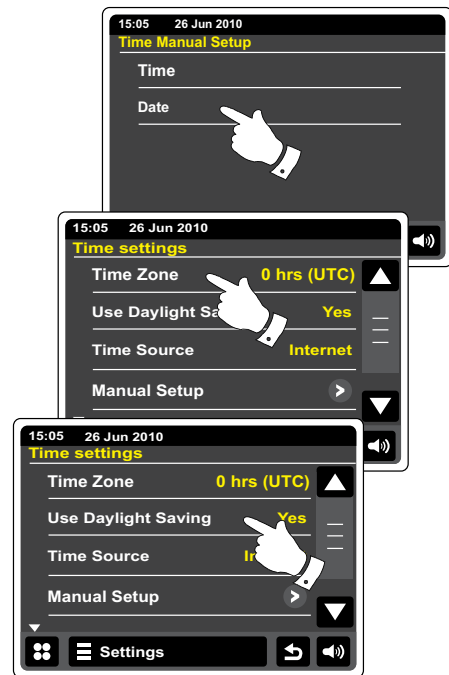 15:05 26 Jun 2010
Time Manual Setup
Time
Date
15:05 26 Jun 2010
Time settings
Time Zone 0 hrs (UTC)
Use Daylight Yes
Time Source Internet
Manual Setup
15:05 26 Jun 2010
Time settings
Time Zone 0 hrs (UTC)
Use Daylight Saving Yes
Time Source
Manual Setup
Settings